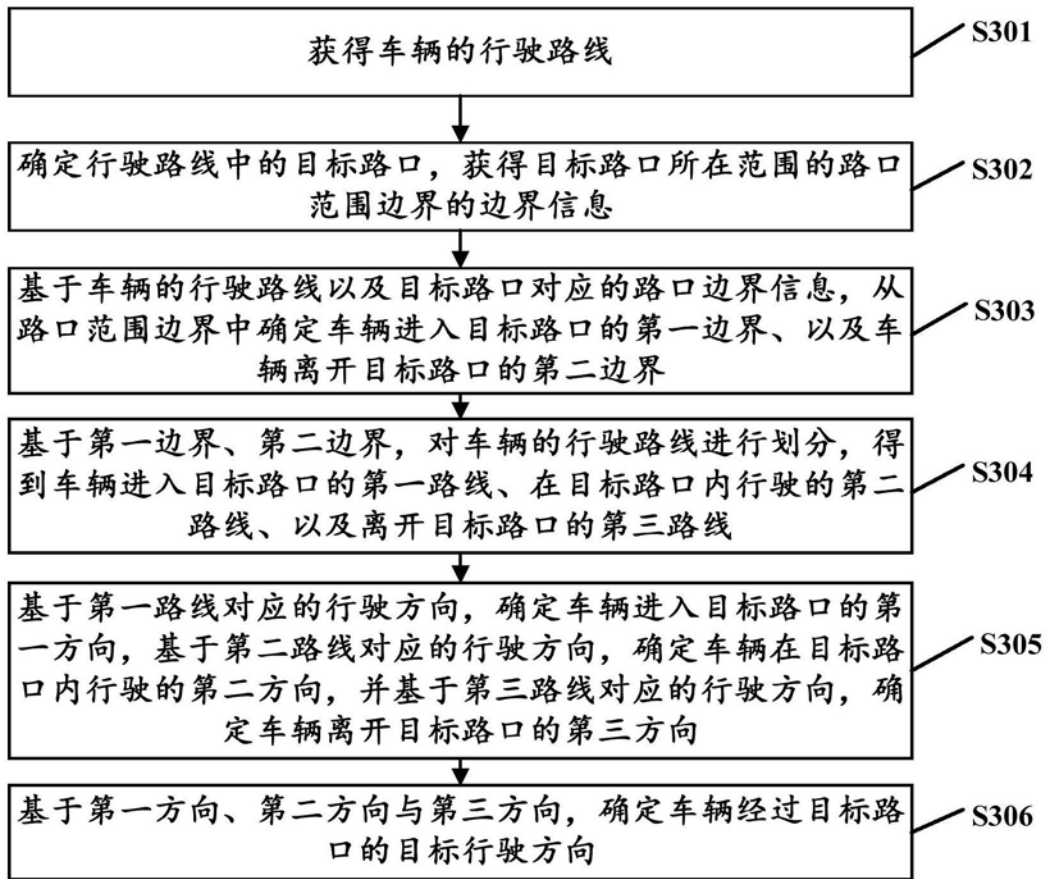 获得车辆的行驶路线
S301
确定行驶路线中的目标路口，获得目标路口所在范围的路口
范围边界的边界信息
S302
基于车辆的行驶路线以及目标路口对应的路口边界信息，从
路口范围边界中确定车辆进入目标路口的第一边界、以及车
辆离开目标路口的第二边界
S303
基于第一边界、第二边界，对车辆的行驶路线进行划分，得
到车辆进入目标路口的第一路线、在目标路口内行驶的第二
路线、以及离开目标路口的第三路线
S304
基于第一路线对应的行驶方向，确定车辆进入目标路口的第
一方向，基于第二路线对应的行驶方向，确定车辆在目标路
口内行驶的第二方向，并基于第三路线对应的行驶方向，确
定车辆离开目标路口的第三方向
S305
基于第一方向、第二方向与第三方向，确定车辆经过目标路
口的目标行驶方向
S306